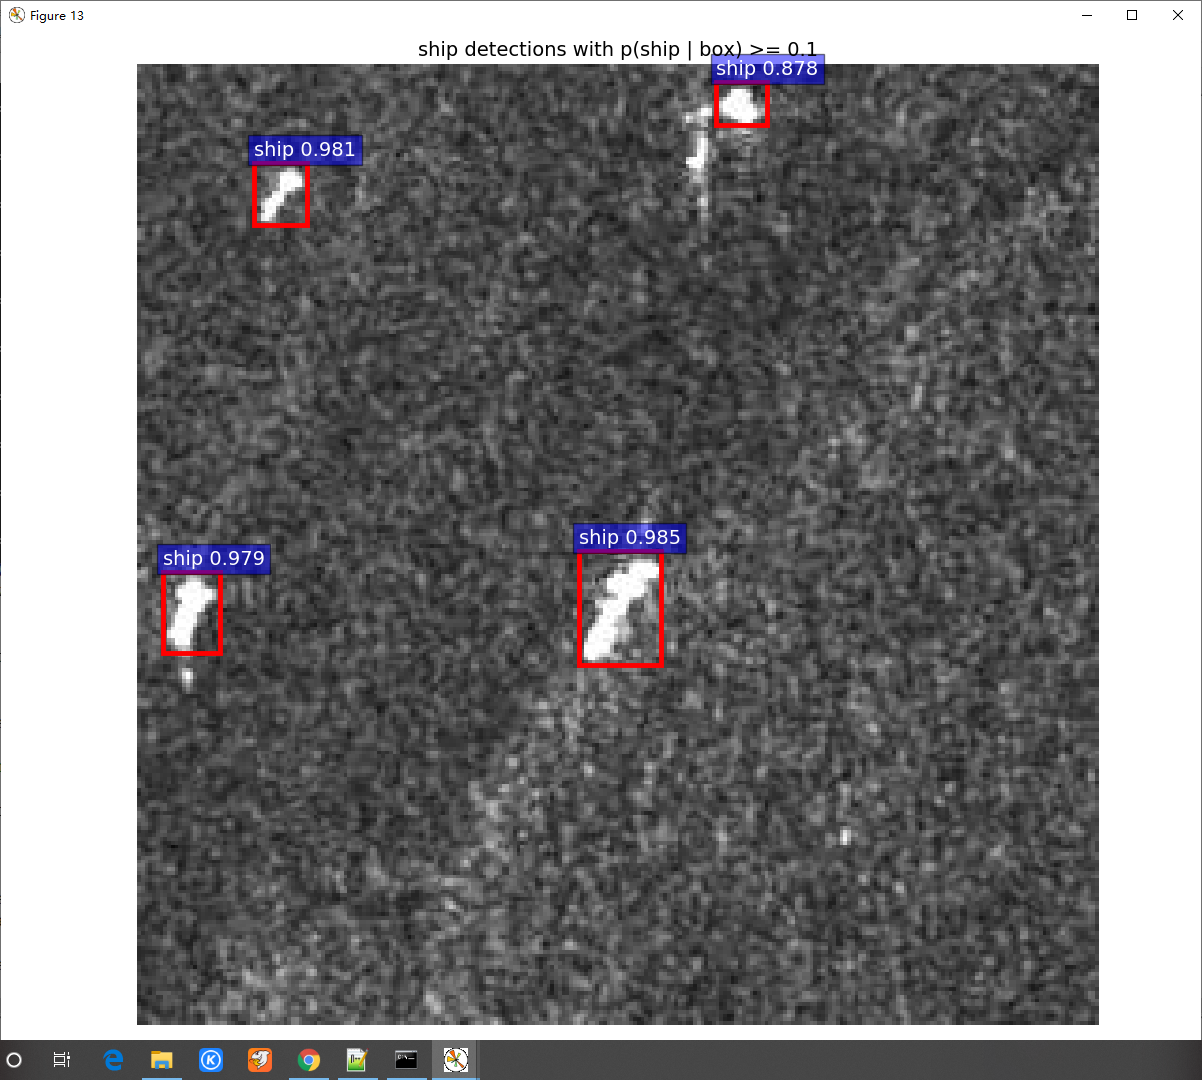 Figure 13
ship detections with p(ship | box) >= 0.1
ship 0.878
ship 0.981
ship 0.985
ship 0.979